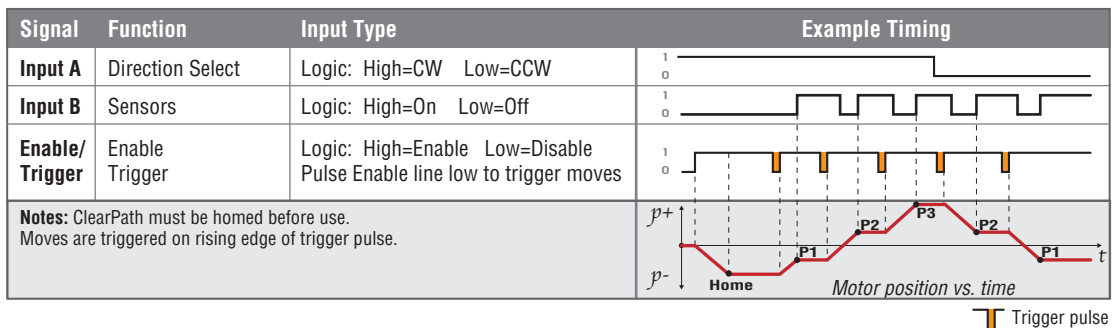 Signal Function Input Type Example Timing
Input A Direction Select Logic: High=CW Low=CCW 1 0
Input B Sensors Logic: High=On Low=Off 1 0
Enable/ Enable Logic: High=Enable Low=Disable 1
Trigger Trigger Pulse Enable line low to trigger moves 0
Notes: ClearPath must be homed before use.
Moves are triggered on rising edge of trigger pulse.
p+ P3
P2 P2
P1 P1 t
p- Home Motor position vs. time
Trigger pulse